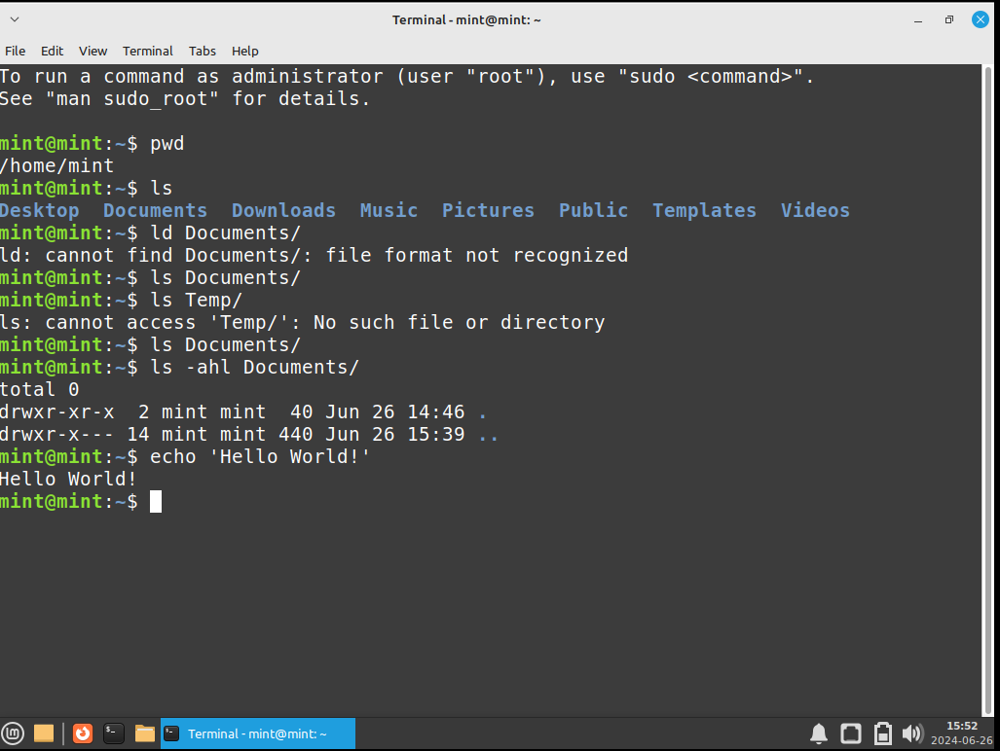 Terminal - mint@mint: ~
File Edit View Terminal Tabs Help
To run a command as administrator (user "root"), use "sudo <command>".
See "man sudo_root" for details.
mint@mint:~$ pwd
/home/mint
mint@mint:~$ ls
Desktop Documents Downloads Music Pictures Public Templates Videos
mint@mint:~$ ld Documents/
ld: cannot find Documents/: file format not recognized
mint@mint:~$ ls Documents/
mint@mint:~$ ls Temp/
ls: cannot access 'Temp/': No such file or directory
mint@mint:~$ ls Documents/
mint@mint:~$ ls -ahl Documents/
total 0
drwxr-xr-x  2 mint mint  40 Jun 26 14:46 .
drwxr-x--- 14 mint mint 440 Jun 26 15:39 ..
mint@mint:~$ echo 'Hello World!'
Hello World!
mint@mint:~$
Terminal - mint@mint: ~
15:52
2024-06-26